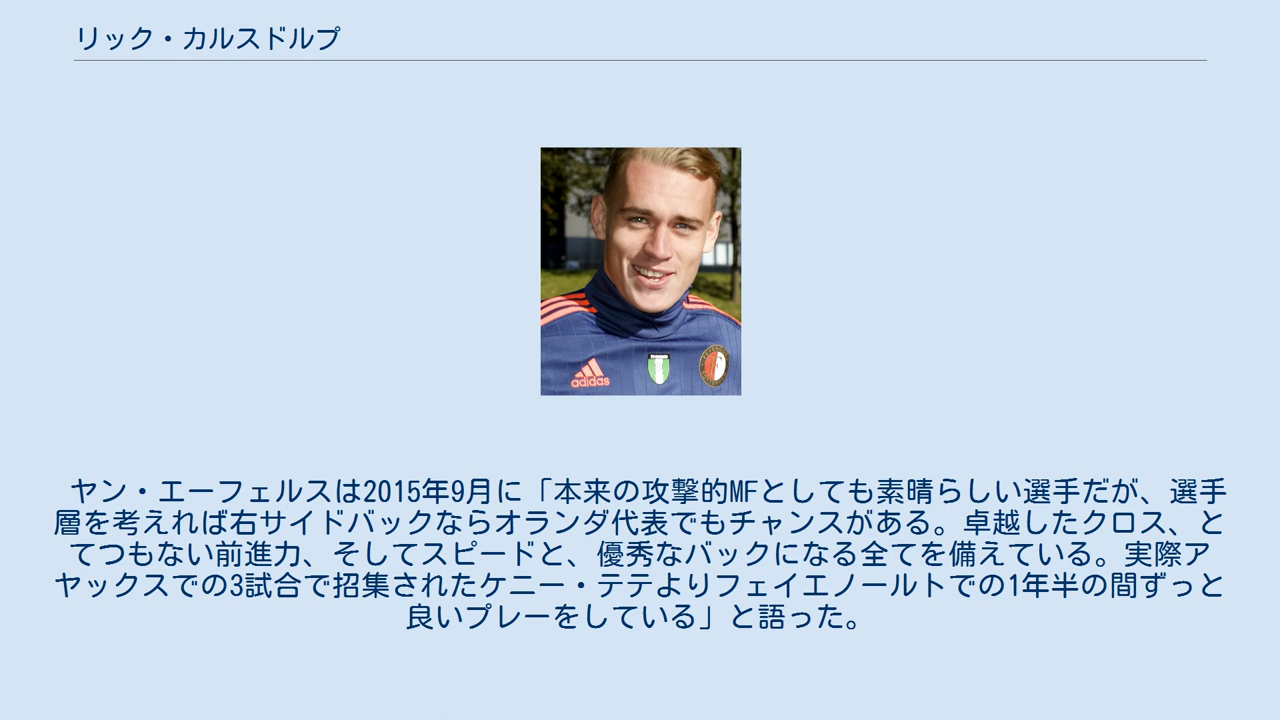 リック・カルスドルプ
adidas
ヤン・エーフェルスは2015年9月に「本来の攻撃的MFとしても素晴らしい選手だが、選手
層を考えれば右サイドバックならオランダ代表でもチャンスがある。卓越したクロス、と
てつもない前進力、そしてスピードと、優秀なバックになる全てを備えている。実際ア
ヤックスでの3試合で招集されたケニー・テテよりフェイエノールトでの1年半の間ずっと
良いプレーをしている」と語った。